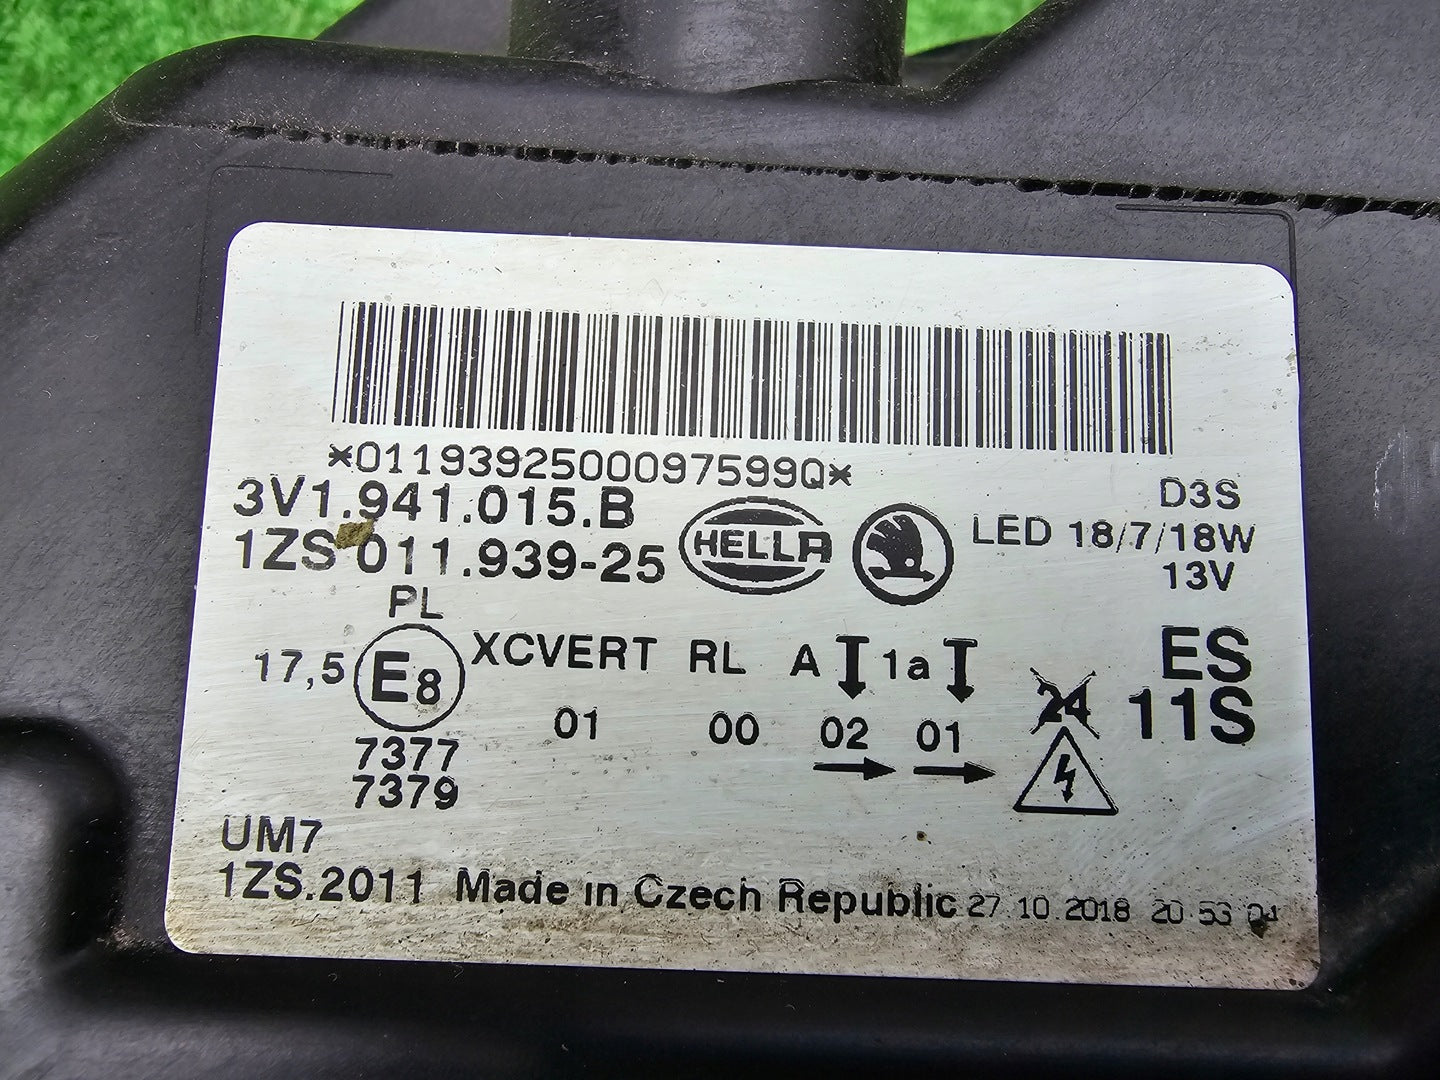 *01193925000097599Q*
3V1.941.015.B
1ZS 011.939-25
HELLA
D3S
LED 18/7/18W
13V
PL
17,5 E8 XCVERT RL A 1a
01 00 02 01
7377
7379
24
ES
11S
UM7
1ZS.2011 Made in Czech Republic 27.10.2018 20 53 04